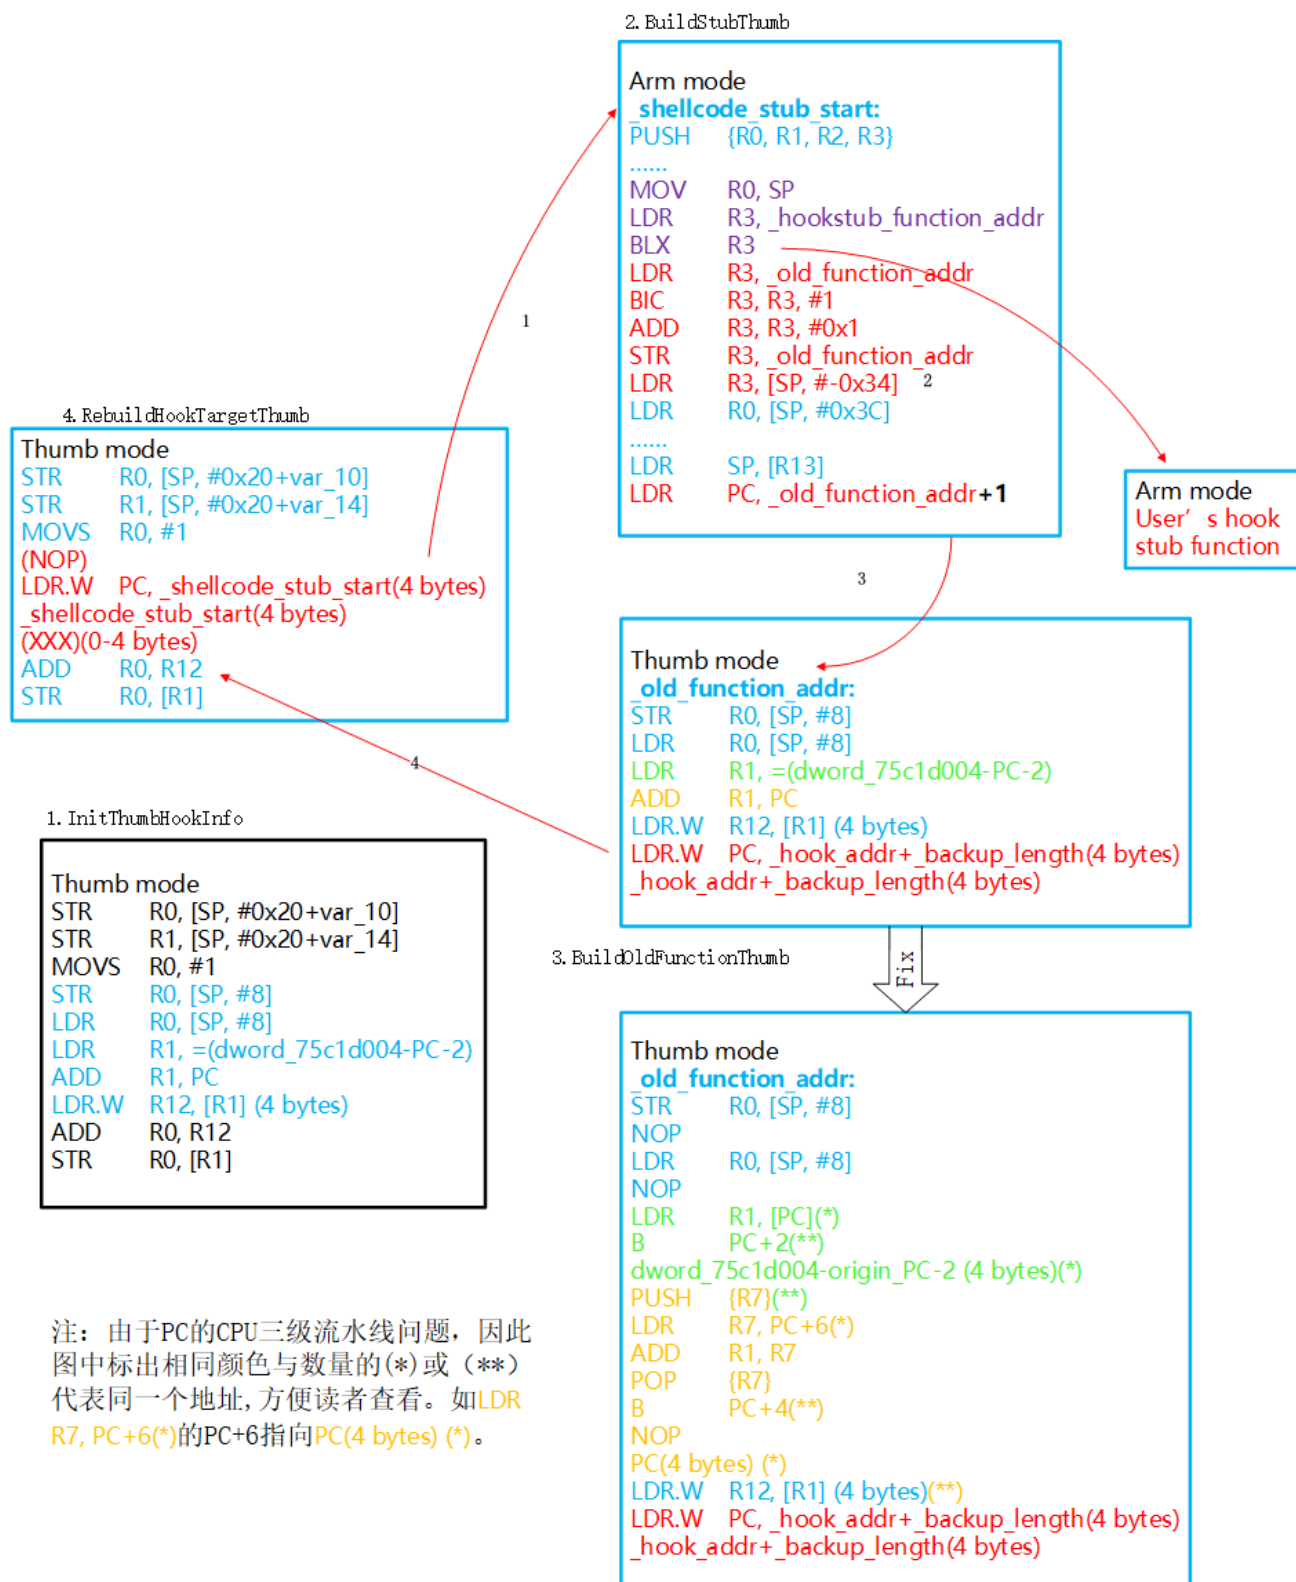 2.BuildStubThumb
Arm mode
_shellcode_stub_start:
PUSH {R0, R1, R2, R3}
......
MOV R0, SP
LDR R3, _hookstub_function_addr
BLX R3
LDR R3, _old_function_addr
BIC R3, R3, #1
ADD R3, R3, #0x1
STR R3, _old_function_addr
LDR R3, [SP, #-0x34]
LDR R0, [SP, #0x3C]
......
LDR SP, [R13]
LDR PC, _old_function_addr+1
1
2
3
4
4.RebuildHookTargetThumb
Thumb mode
STR R0, [SP, #0x20+var_10]
STR R1, [SP, #0x20+var_14]
MOVS R0, #1
(NOP)
LDR.W PC, _shellcode_stub_start(4 bytes)
_shellcode_stub_start(4 bytes)
(XXX)(0-4 bytes)
ADD R0, R12
STR R0, [R1]
Arm mode
User’s hook
stub function
Thumb mode
_old_function_addr:
STR R0, [SP, #8]
LDR R0, [SP, #8]
LDR R1, =(dword_75c1d004-PC-2)
ADD R1, PC
LDR.W R12, [R1] (4 bytes)
LDR.W PC, _hook_addr+_backup_length(4 bytes)
_hook_addr+_backup_length(4 bytes)
1.InitThumbHookInfo
Thumb mode
STR R0, [SP, #0x20+var_10]
STR R1, [SP, #0x20+var_14]
MOVS R0, #1
STR R0, [SP, #8]
LDR R0, [SP, #8]
LDR R1, =(dword_75c1d004-PC-2)
ADD R1, PC
LDR.W R12, [R1] (4 bytes)
ADD R0, R12
STR R0, [R1]
3.BuildOldFunctionThumb
Fix
Thumb mode
_old_function_addr:
STR R0, [SP, #8]
NOP
LDR R0, [SP, #8]
NOP
LDR R1, [PC](*)
B PC+2(**)
dword_75c1d004-origin_PC-2 (4 bytes)(*)
PUSH {R7}(**)
LDR R7, PC+6(*)
ADD R1, R7
POP {R7}
B PC+4(**)
NOP
PC(4 bytes) (*)
LDR.W R12, [R1] (4 bytes)(**)
LDR.W PC, _hook_addr+_backup_length(4 bytes)
_hook_addr+_backup_length(4 bytes)
注：由于PC的CPU三级流水线问题，因此
图中标出相同颜色与数量的(*)或（**）
代表同一个地址,方便读者查看。如LDR
R7, PC+6(*)的PC+6指向PC(4 bytes) (*)。